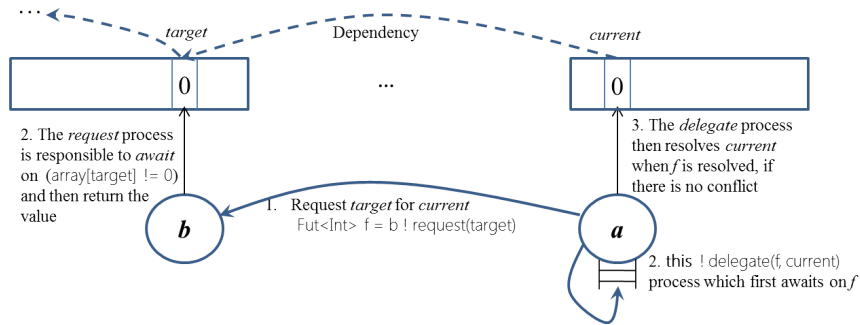 ...
target
Dependency
current
0
...
0
2. The request process
is responsible to await
on (array[target] != 0)
and then return the
value
3. The delegate process
then resolves current
when f is resolved, if
there is no conflict
1. Request target for current
Fut<Int> f = b ! request(target)
b
a
2. this ! delegate(f, current)
process which first awaits on f